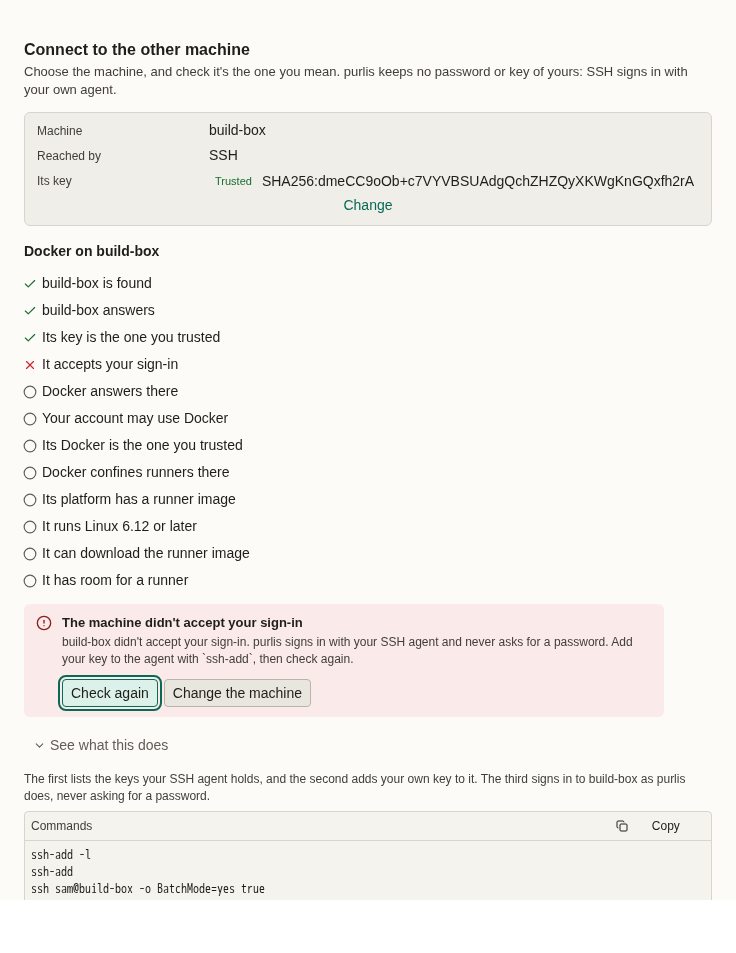 Connect to the other machine
Choose the machine, and check it's the one you mean. purlis keeps no password or key of yours: SSH signs in with
your own agent.
Machine build-box
Reached by SSH
Its key Trusted SHA256:dmeCC9oOb+c7VYVBSUAdgQchZHZQyXKWgKnGQxfh2rA
Change
Docker on build-box
build-box is found
build-box answers
Its key is the one you trusted
It accepts your sign-in
Docker answers there
Your account may use Docker
Its Docker is the one you trusted
Docker confines runners there
Its platform has a runner image
It runs Linux 6.12 or later
It can download the runner image
It has room for a runner
The machine didn't accept your sign-in
build-box didn't accept your sign-in. purlis signs in with your SSH agent and never asks for a password. Add
your key to the agent with `ssh-add`, then check again.
Check again Change the machine
See what this does
The first lists the keys your SSH agent holds, and the second adds your own key to it. The third signs in to build-box as purlis
does, never asking for a password.
Commands Copy
ssh-add -l
ssh-add
ssh sam@build-box -o BatchMode=yes true